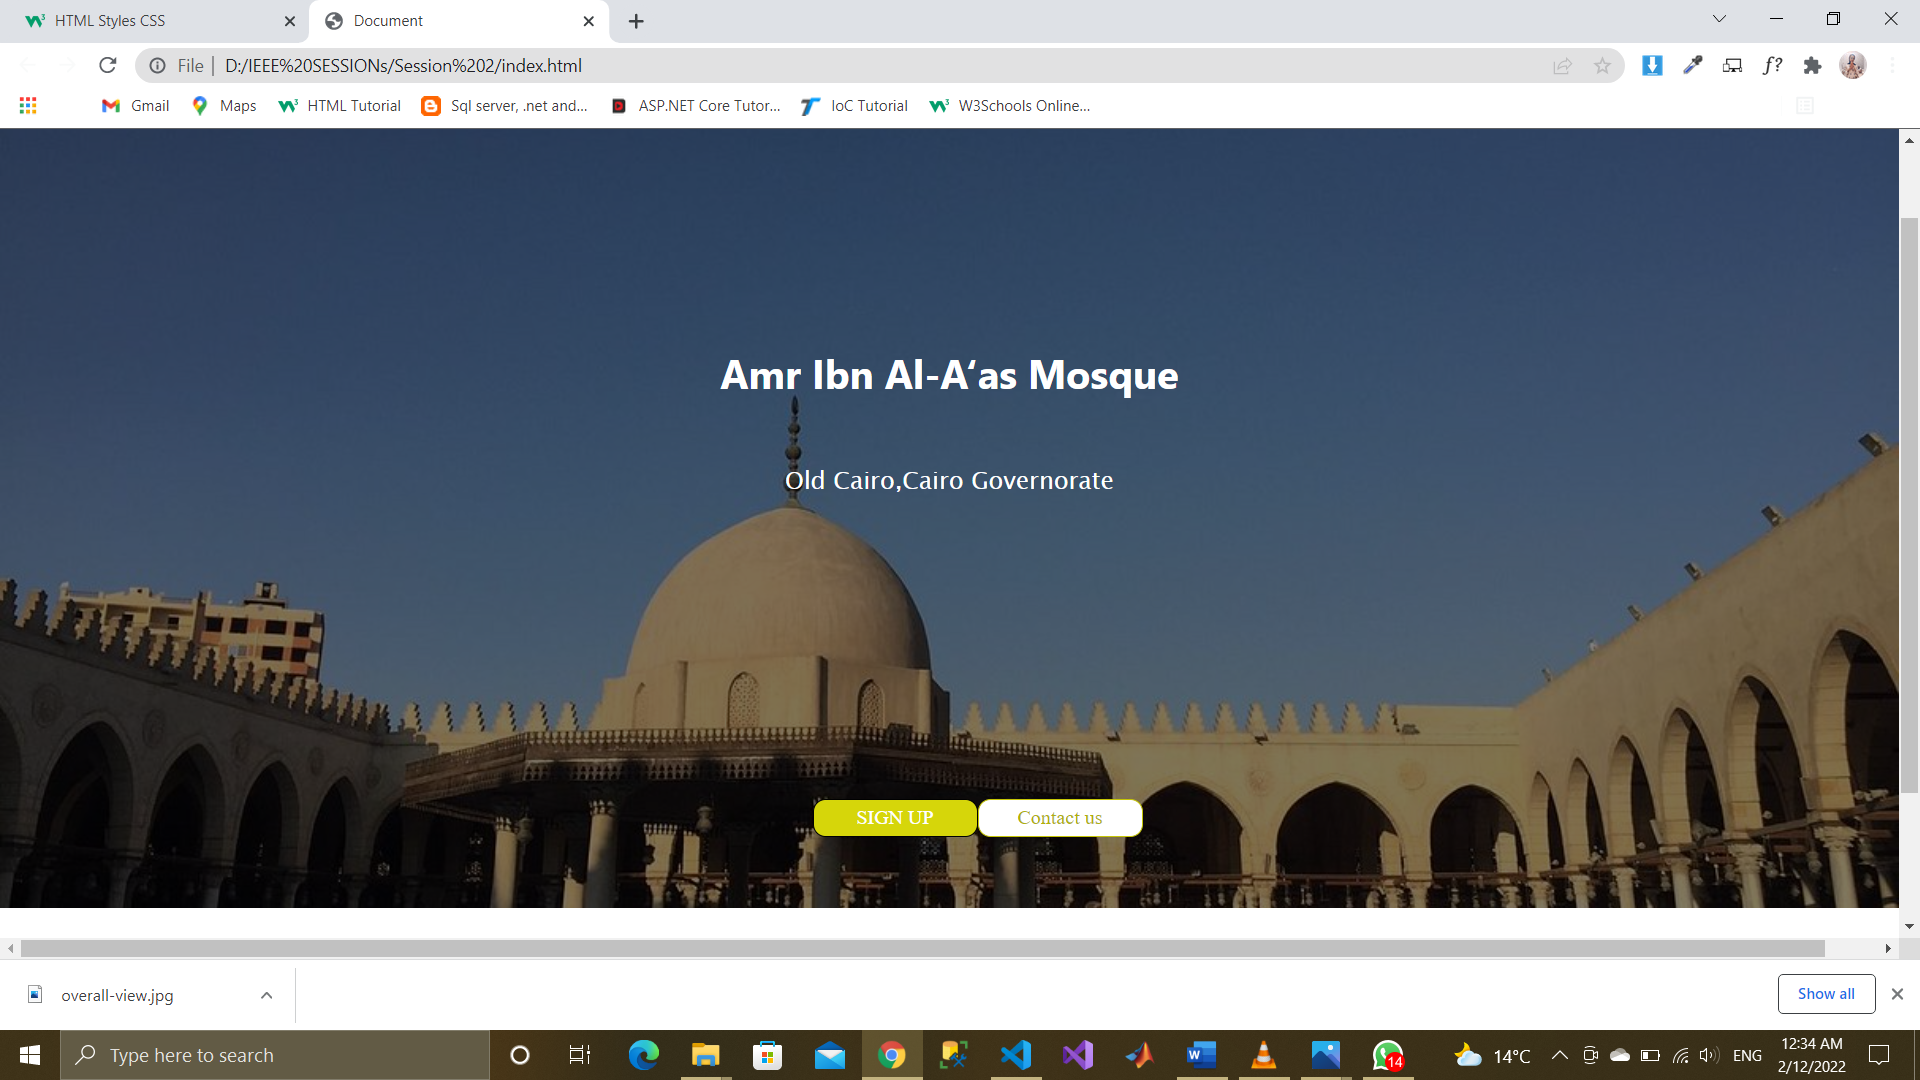 HTML Styles CSS
Document
File
D:/IEEE%20SESSIONs/Session%202/index.html
f?
Gmail
Maps
HTML Tutorial
Sql server, .net and...
ASP.NET Core Tutor...
IoC Tutorial
W3Schools Online...
Amr Ibn Al-A‘as Mosque
Old Cairo,Cairo Governorate
SIGN UP
Contact us
overall-view.jpg
Show all
Type here to search
14
14°C
ENG
12:34 AM
2/12/2022